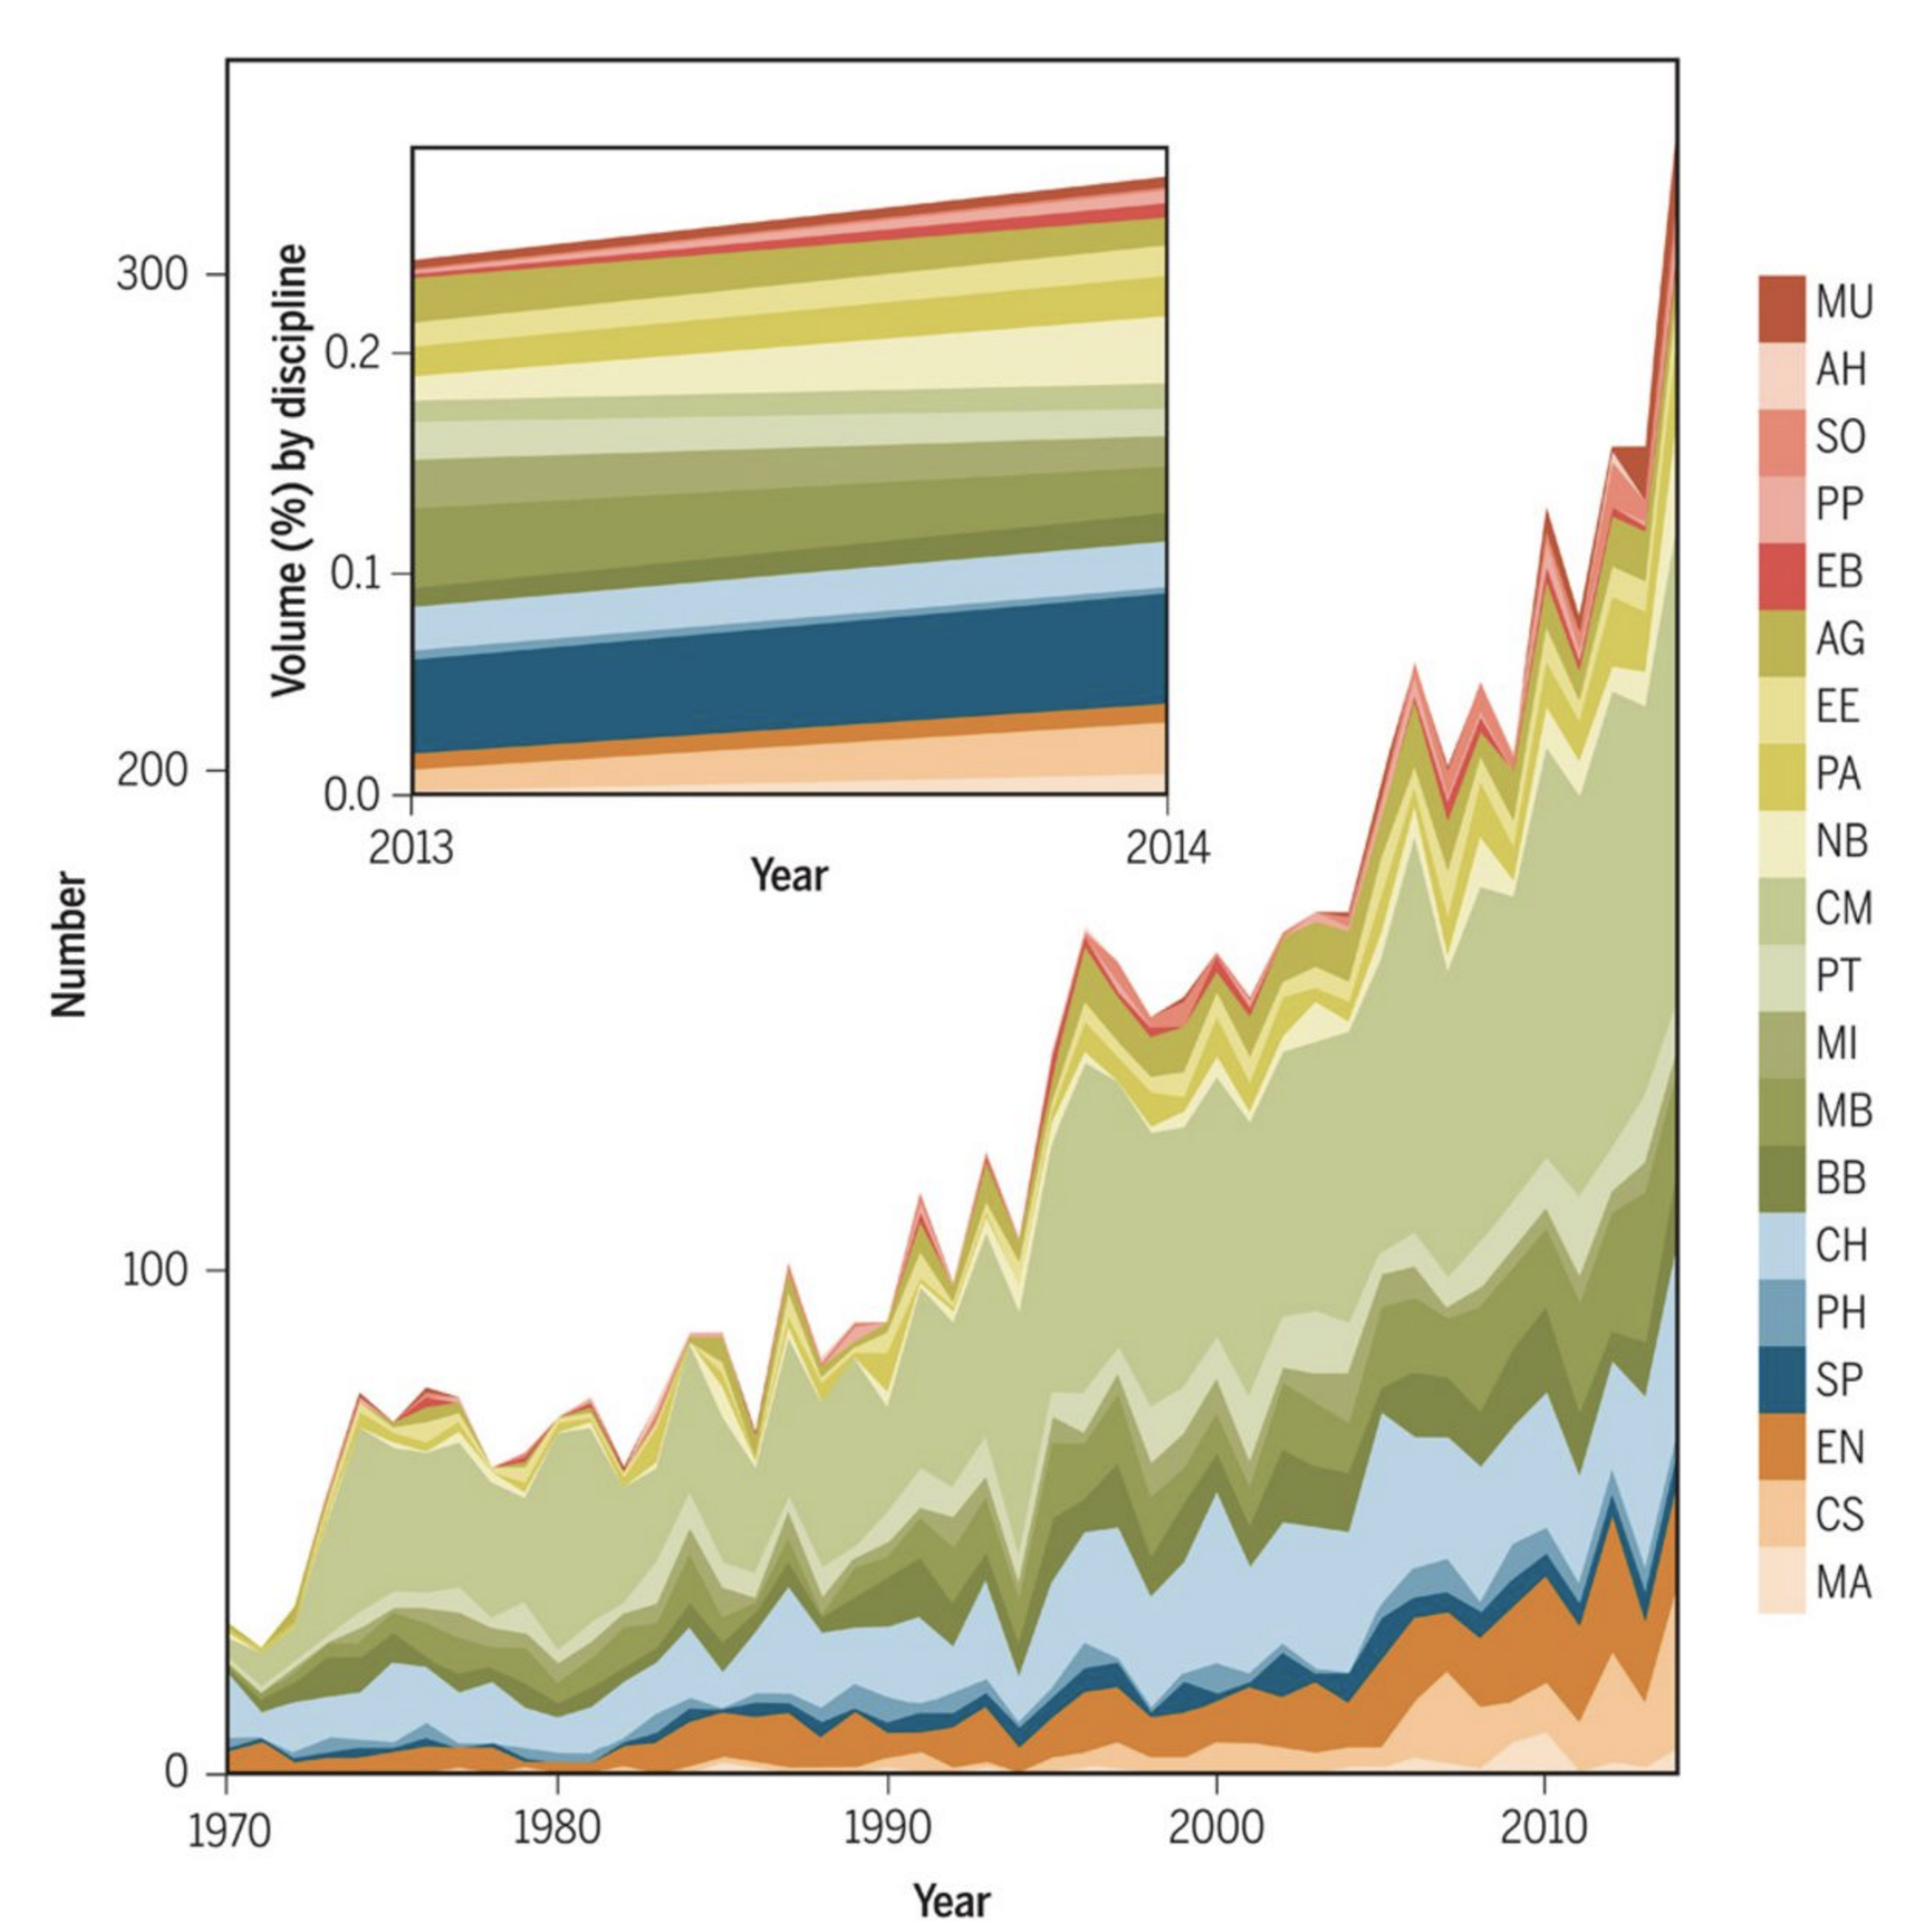 300
200
100
0
Number
1970
1980
1990
2000
2010
Year
Volume (%) by discipline
0.2
0.1
0.0
2013
2014
Year
MU
AH
SO
PP
EB
AG
EE
PA
NB
CM
PT
MI
MB
BB
CH
PH
SP
EN
CS
MA